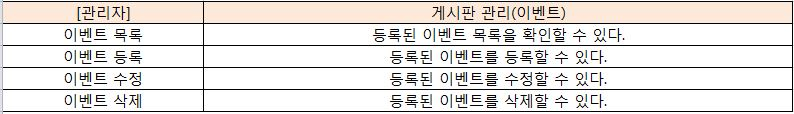 [관리자] 게시판 관리(이벤트)
이벤트 목록 등록된 이벤트 목록을 확인할 수 있다.
이벤트 등록 등록된 이벤트를 등록할 수 있다.
이벤트 수정 등록된 이벤트를 수정할 수 있다.
이벤트 삭제 등록된 이벤트를 삭제할 수 있다.